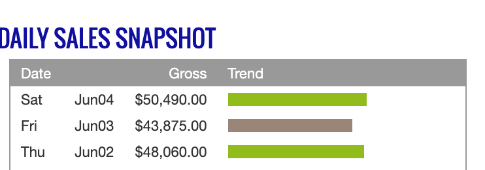 DAILY SALES SNAPSHOT
Date Gross Trend
Sat Jun04 $50,490.00
Fri Jun03 $43,875.00
Thu Jun02 $48,060.00